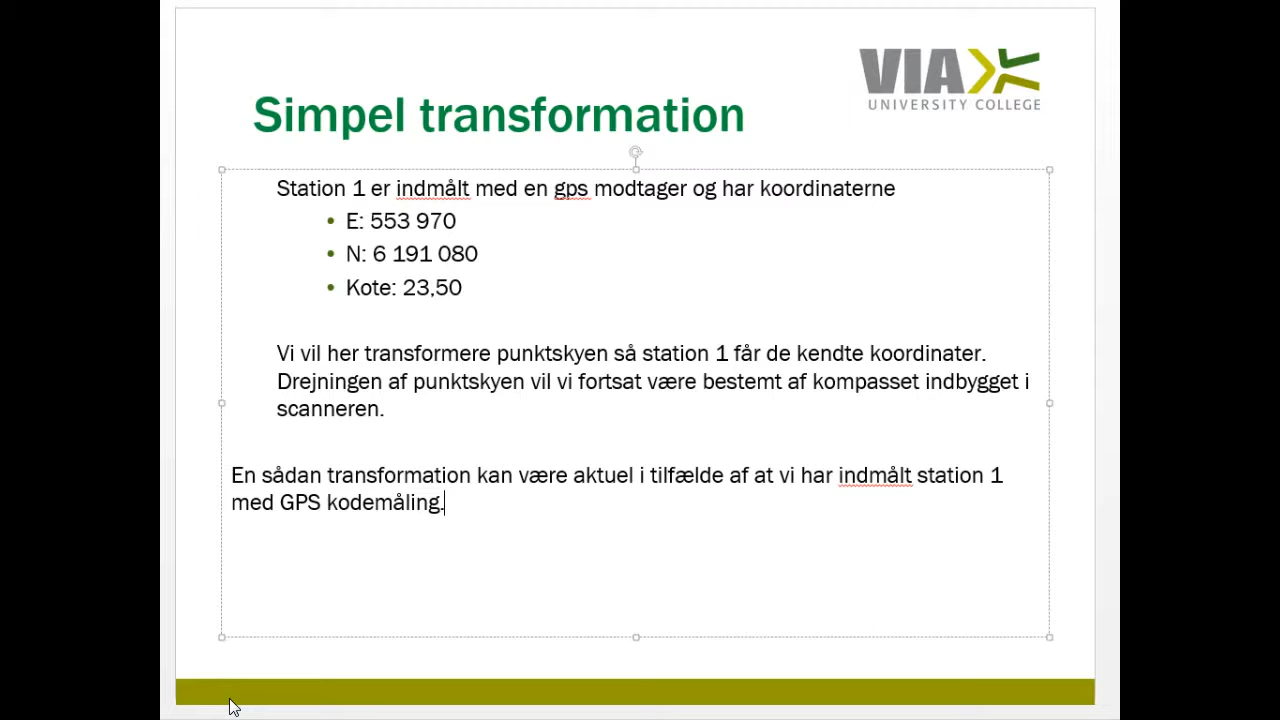 VIA
UNIVERSITY COLLEGE
Simpel transformation
Station 1 er indmålt med en gps modtager og har koordinaterne
• E: 553 970
• N: 6 191 080
• Kote: 23,50
Vi vil her transformere punktskyen så station 1 får de kendte koordinater.
Drejningen af punktskyen vil vi fortsat være bestemt af kompasset indbygget i
scanneren.
En sådan transformation kan være aktuel i tilfælde af at vi har indmålt station 1
med GPS kodemåling.